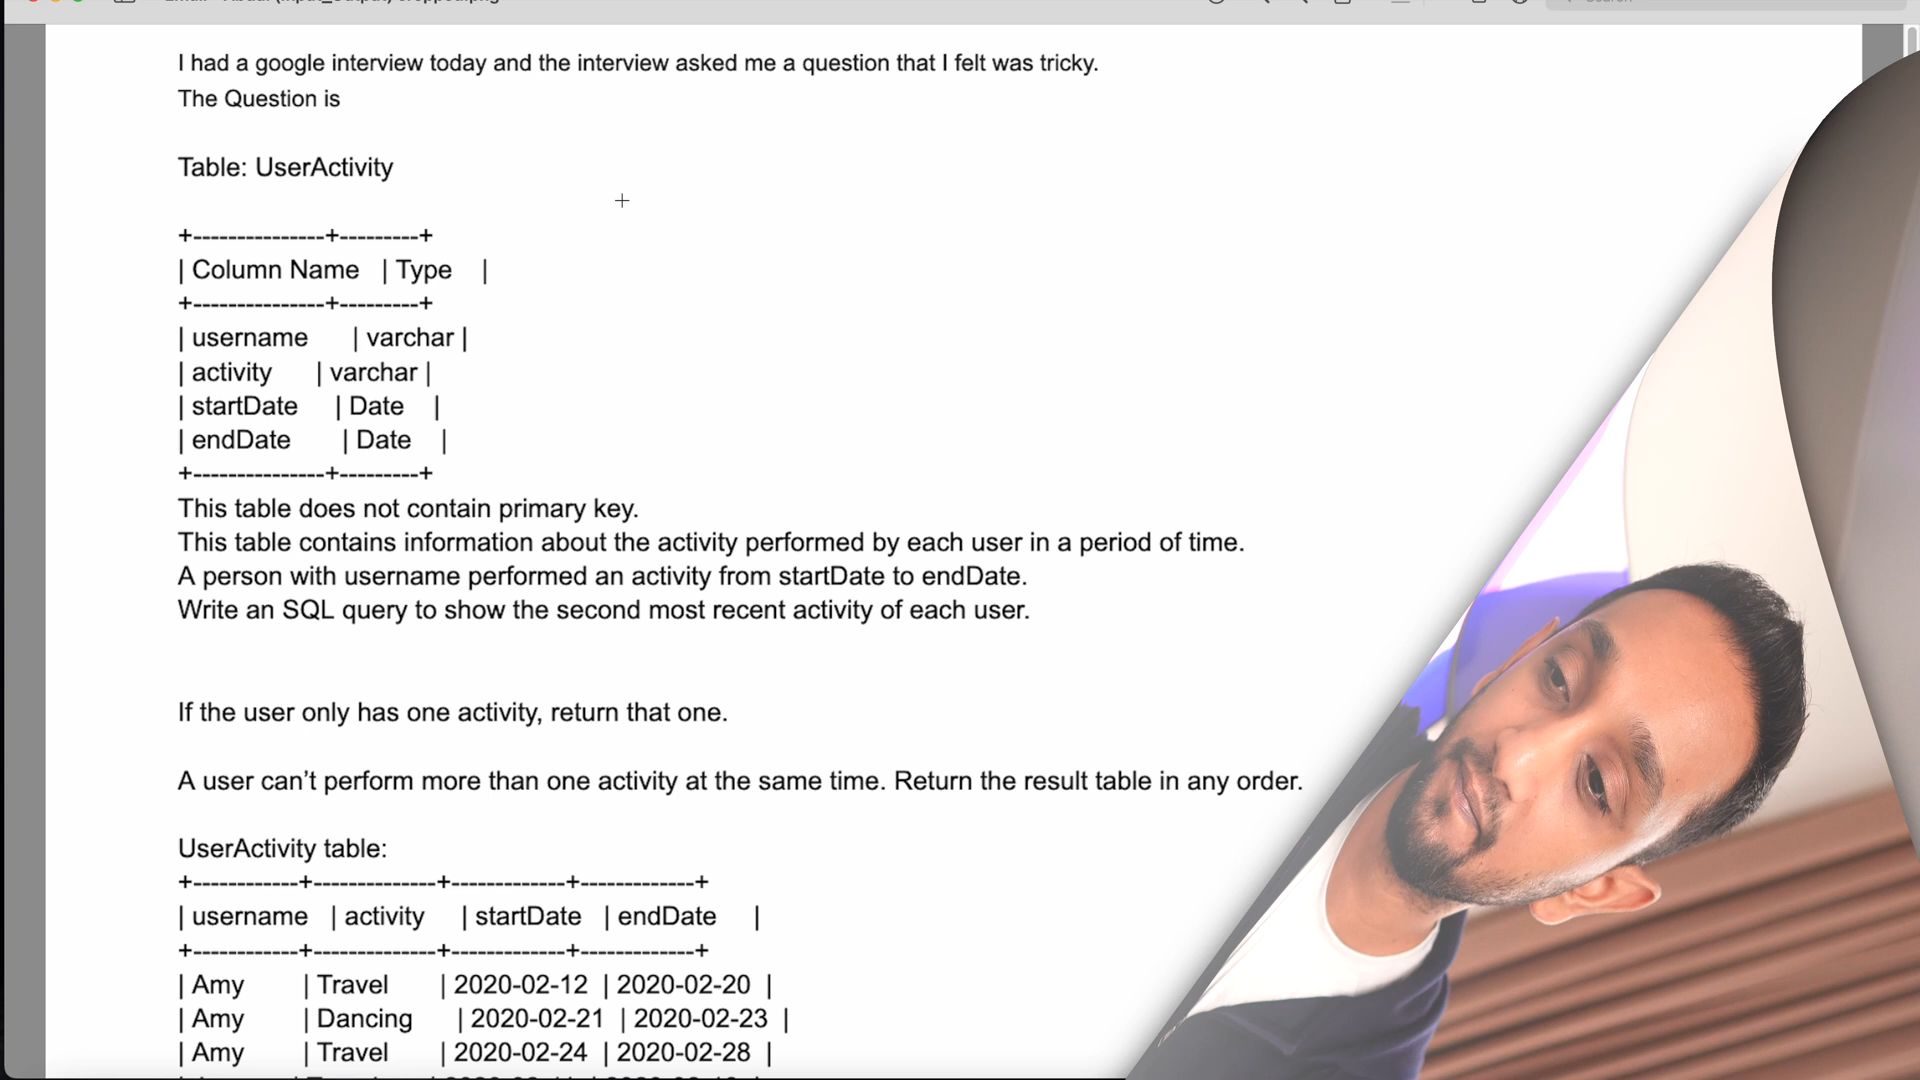 I had a google interview today and the interview asked me a question that I felt was tricky.
The Question is
Table: UserActivity
+---------------+---------+
| Column Name | Type |
+---------------+---------+
| username | varchar |
| activity | varchar |
| startDate | Date |
| endDate | Date |
+---------------+---------+
This table does not contain primary key.
This table contains information about the activity performed by each user in a period of time.
A person with username performed an activity from startDate to endDate.
Write an SQL query to show the second most recent activity of each user.
If the user only has one activity, return that one.
A user can’t perform more than one activity at the same time. Return the result table in any order.
UserActivity table:
+------------+--------------+-------------+-------------+
| username | activity | startDate | endDate |
+------------+--------------+-------------+-------------+
| Amy | Travel | 2020-02-12 | 2020-02-20 |
| Amy | Dancing | 2020-02-21 | 2020-02-23 |
| Amy | Travel | 2020-02-24 | 2020-02-28 |